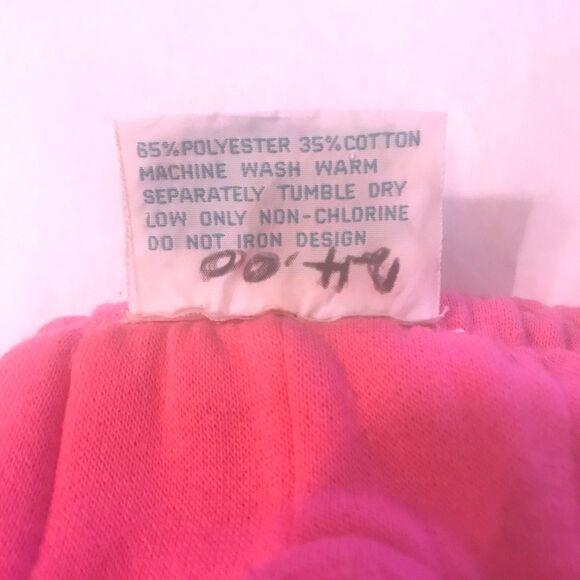 65%POLYESTER 35%COTTON
MACHINE WASH WARM
SEPARATELY TUMBLE DRY
LOW ONLY NON-CHLORINE
DO NOT IRON DESIGN